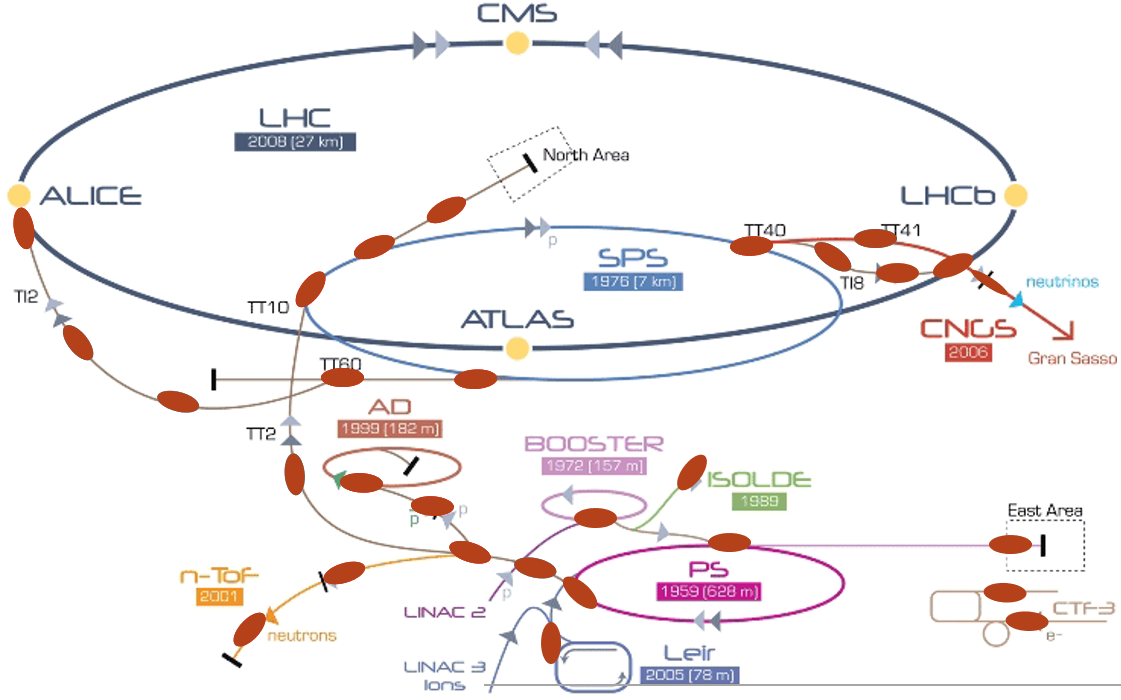 CMS
LHC
2008 (27 km)
North Area
ALICE
LHCb
TT40
TT41
p
SPS
1976 (7 km)
TI8
neutrinos
TI2
TT10
ATLAS
CNGS
2006
Gran Sasso
TT60
AD
1999 (182 m)
TT2
BOOSTER
1972 (157 m)
ISOLDE
1989
p
p
East Area
n-ToF
2001
PS
1959 (628 m)
p
LINAC 2
neutrons
CTF-3
e-
Leir
2005 (78 m)
LINAC 3
Ions